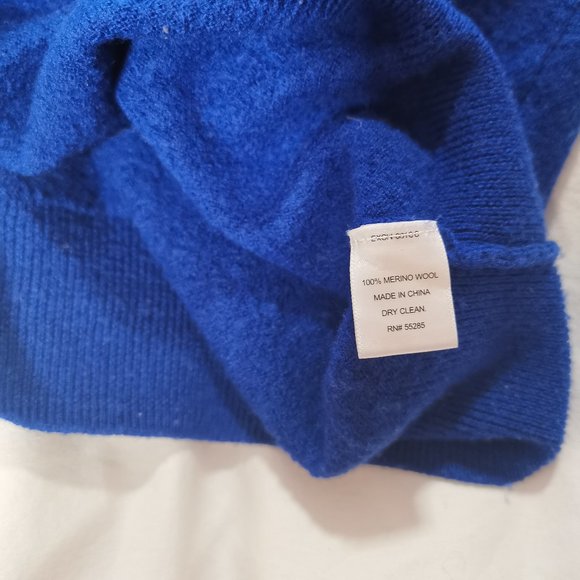 100% MERINO WOOL
MADE IN CHINA
DRY CLEAN.
RN# 55285